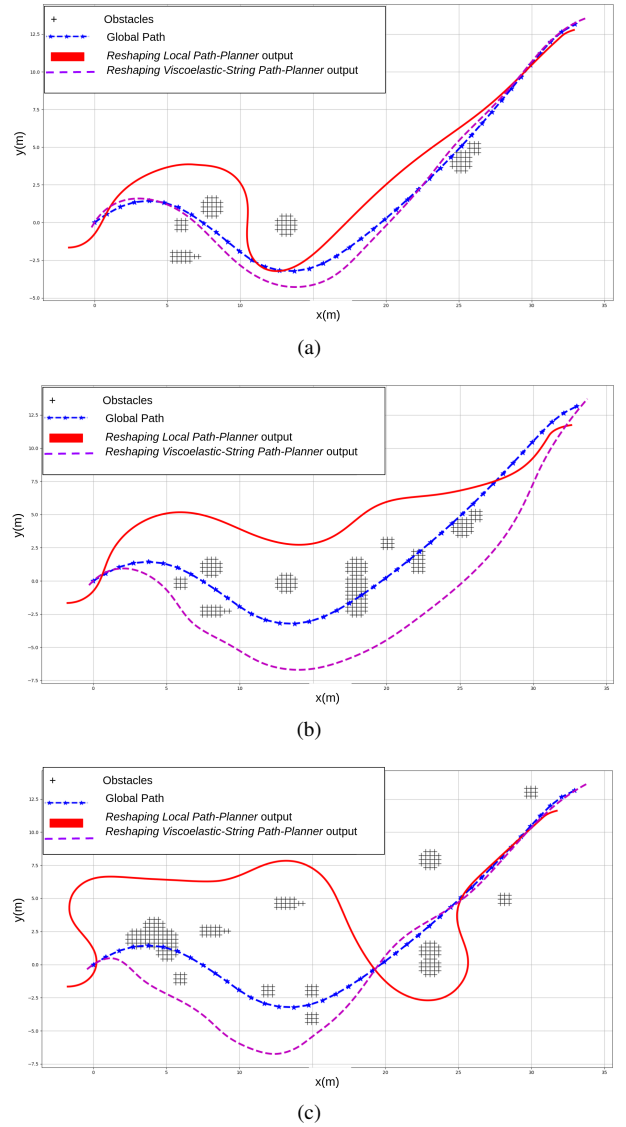 Obstacles
Global Path
Reshaping Local Path-Planner output
Reshaping Viscoelastic-String Path-Planner output
12.5
10.0
7.5
5.0
2.5
0.0
−2.5
−5.0
y(m)
0 5 10 15 20 25 30 35
x(m)
(a)
Obstacles
Global Path
Reshaping Local Path-Planner output
Reshaping Viscoelastic-String Path-Planner output
12.5
10.0
7.5
5.0
2.5
0.0
−2.5
−5.0
−7.5
y(m)
0 5 10 15 20 25 30 35
x(m)
(b)
Obstacles
Global Path
Reshaping Local Path-Planner output
Reshaping Viscoelastic-String Path-Planner output
12.5
10.0
7.5
5.0
2.5
0.0
−2.5
−5.0
−7.5
y(m)
0 5 10 15 20 25 30 35
x(m)
(c)